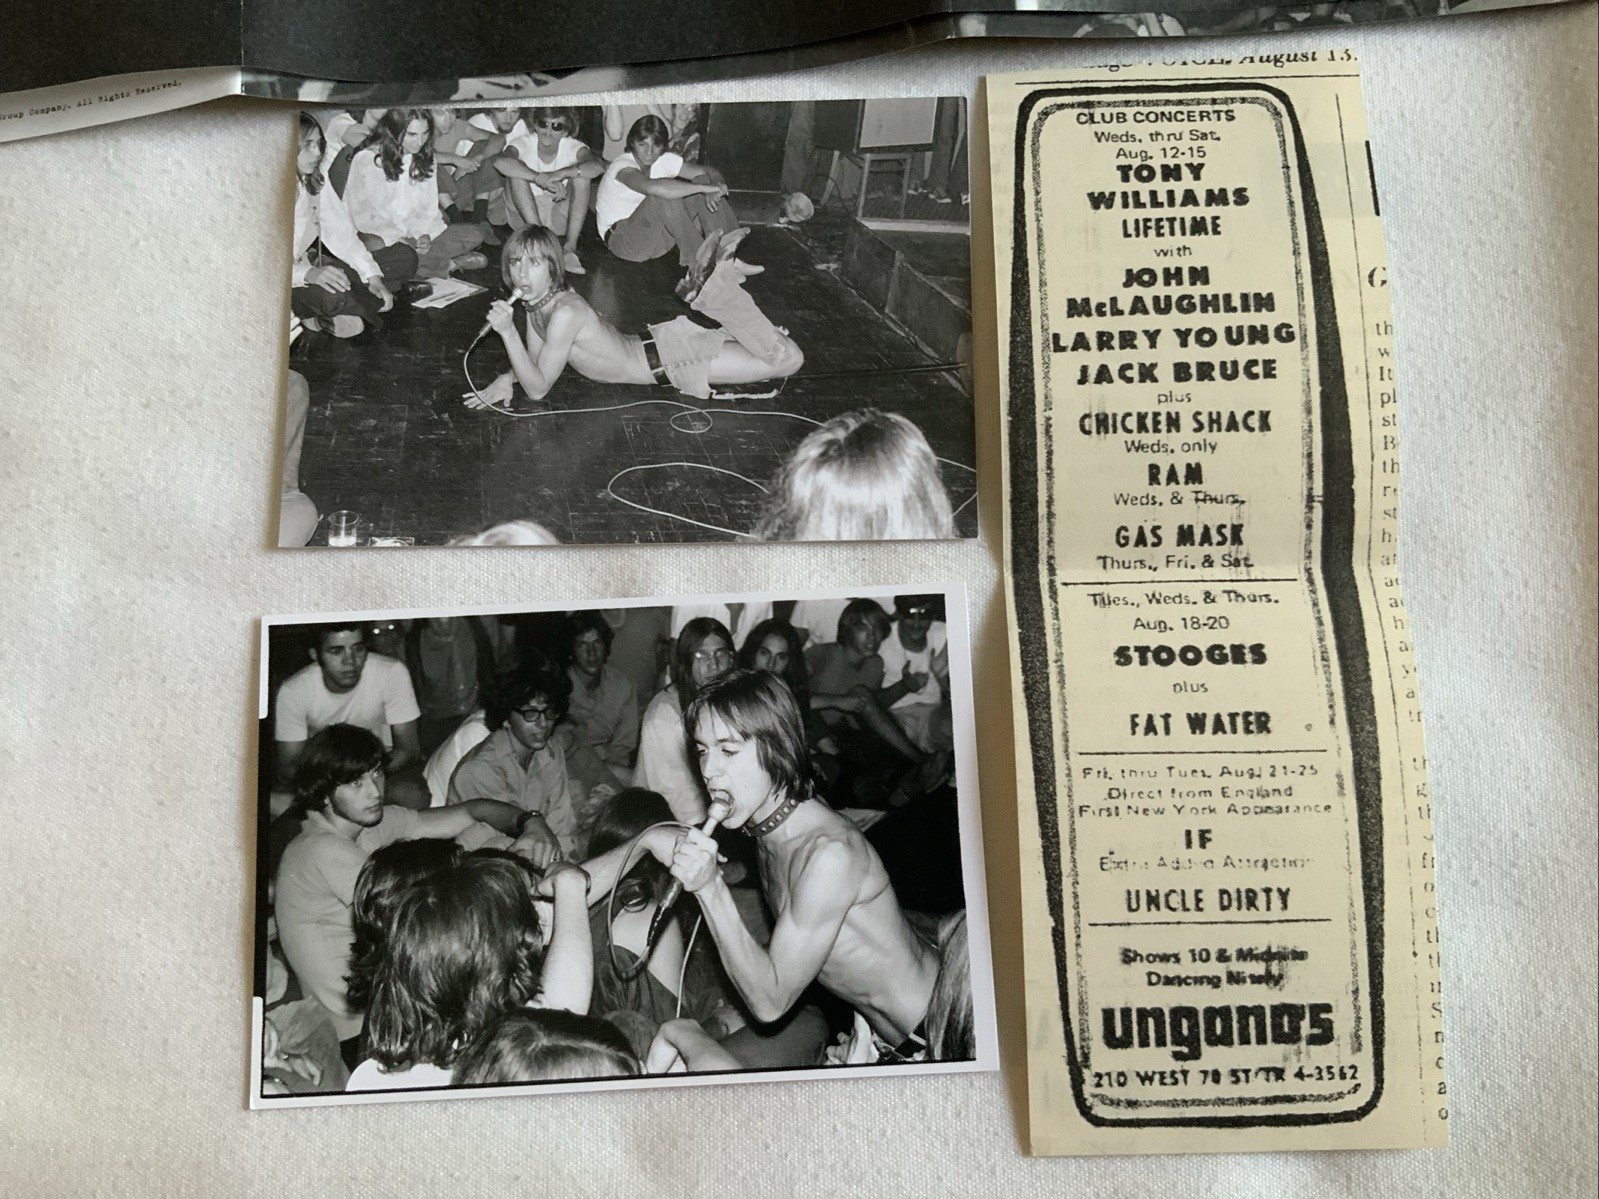 Group Company. All Rights Reserved.
August 13.
CLUB CONCERTS
Weds. thru Sat.
Aug. 12-15
TONY
WILLIAMS
LIFETIME
with
JOHN
McLAUGHLIN
LARRY YOUNG
JACK BRUCE
plus
CHICKEN SHACK
Weds. only
RAM
Weds. & Thurs.
GAS MASK
Thurs., Fri. & Sat.
Tues., Weds. & Thurs.
Aug. 18-20
STOOGES
plus
FAT WATER
Fri. thru Tues. Aug. 21-25
Direct from England
First New York Appearance
IF
Extra Added Attraction
UNCLE DIRTY
Shows 10 & Midnite
Dancing Nitely
ungano's
210 WEST 70 ST/TR 4-3562